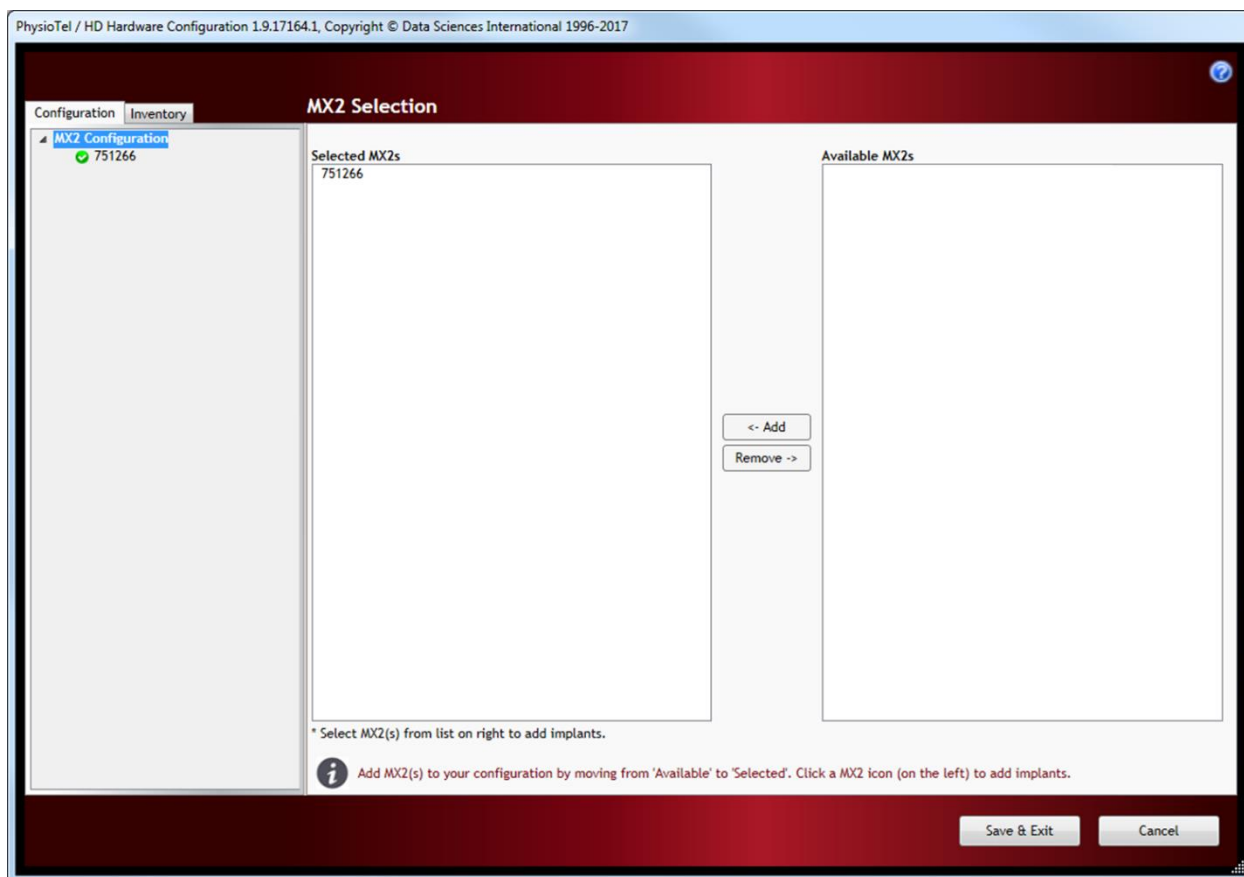 PhysioTel / HD Hardware Configuration 1.9.17164.1, Copyright © Data Sciences International 1996-2017
Configuration
Inventory
MX2 Selection
MX2 Configuration
751266
Selected MX2s
751266
Available MX2s
<- Add
Remove ->
* Select MX2(s) from list on right to add implants.
Add MX2(s) to your configuration by moving from 'Available' to 'Selected'. Click a MX2 icon (on the left) to add implants.
Save & Exit
Cancel